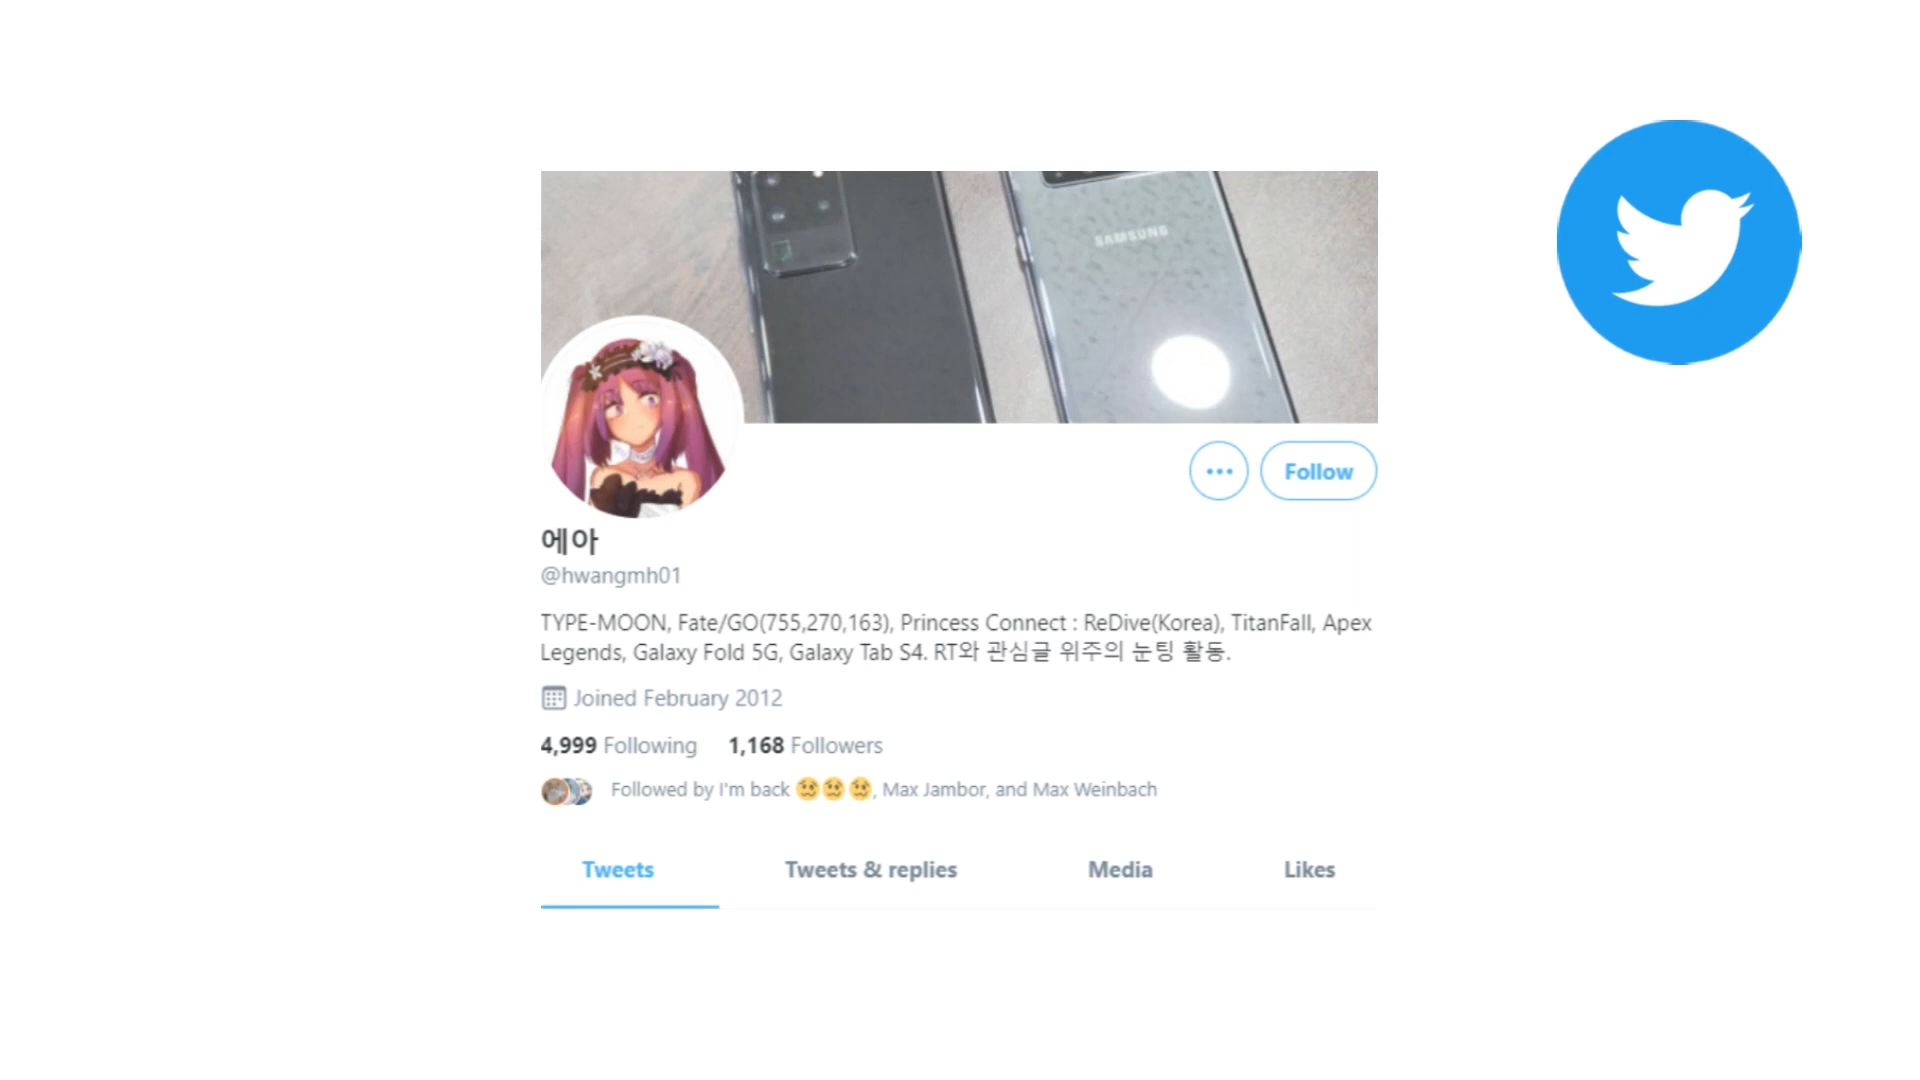 SAMSUNG
Follow
에아
@hwangmh01
TYPE-MOON, Fate/GO(755,270,163), Princess Connect : ReDive(Korea), TitanFall, Apex
Legends, Galaxy Fold 5G, Galaxy Tab S4. RT와 관심글 위주의 눈팅 활동.
Joined February 2012
4,999 Following 1,168 Followers
Followed by I'm back 🥴🥴🥴, Max Jambor, and Max Weinbach
Tweets Tweets & replies Media Likes